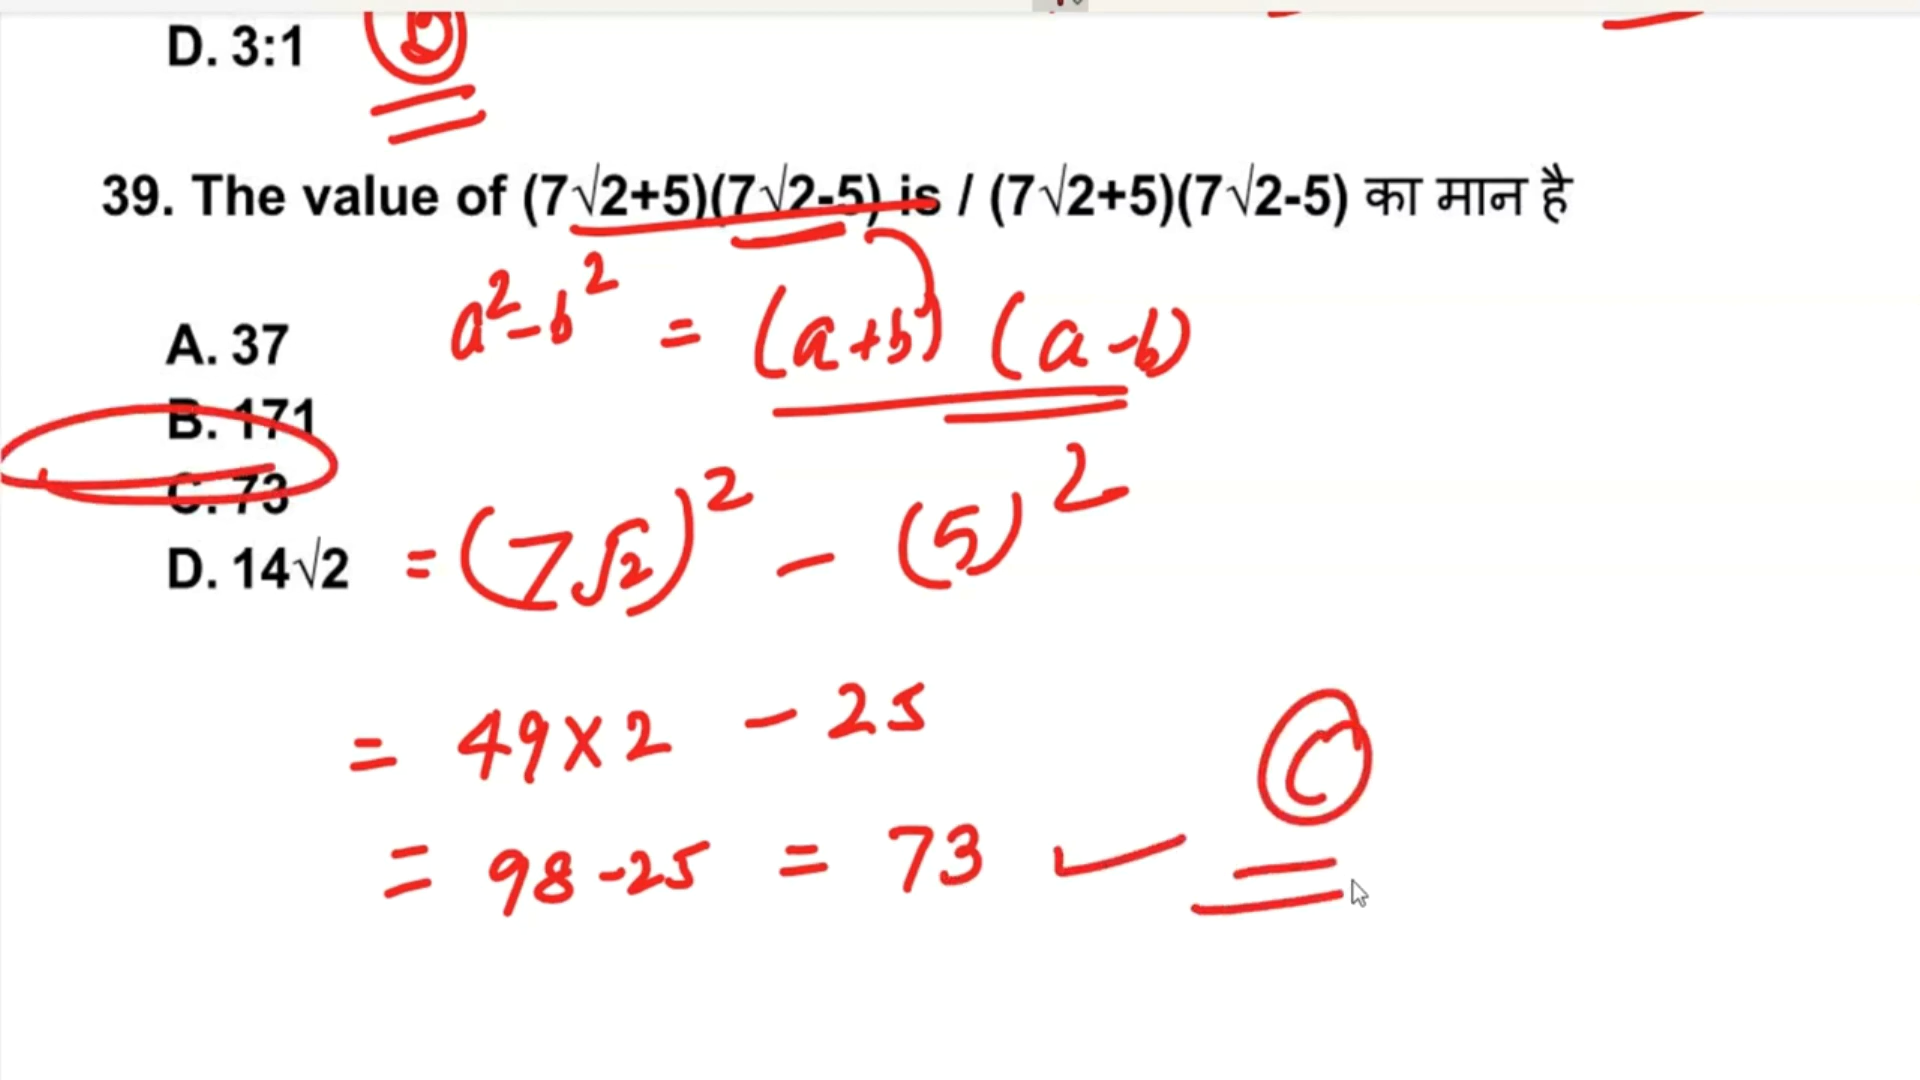 D. 3:1 B
39. The value of (7√2+5)(7√2-5) is / (7√2+5)(7√2-5) का मान है
a² - b² = (a+b) (a-b)
A. 37
B. 171
C. 73
D. 14√2 = (7√2)² - (5)²
= 49×2 - 25
= 98-25 = 73 C